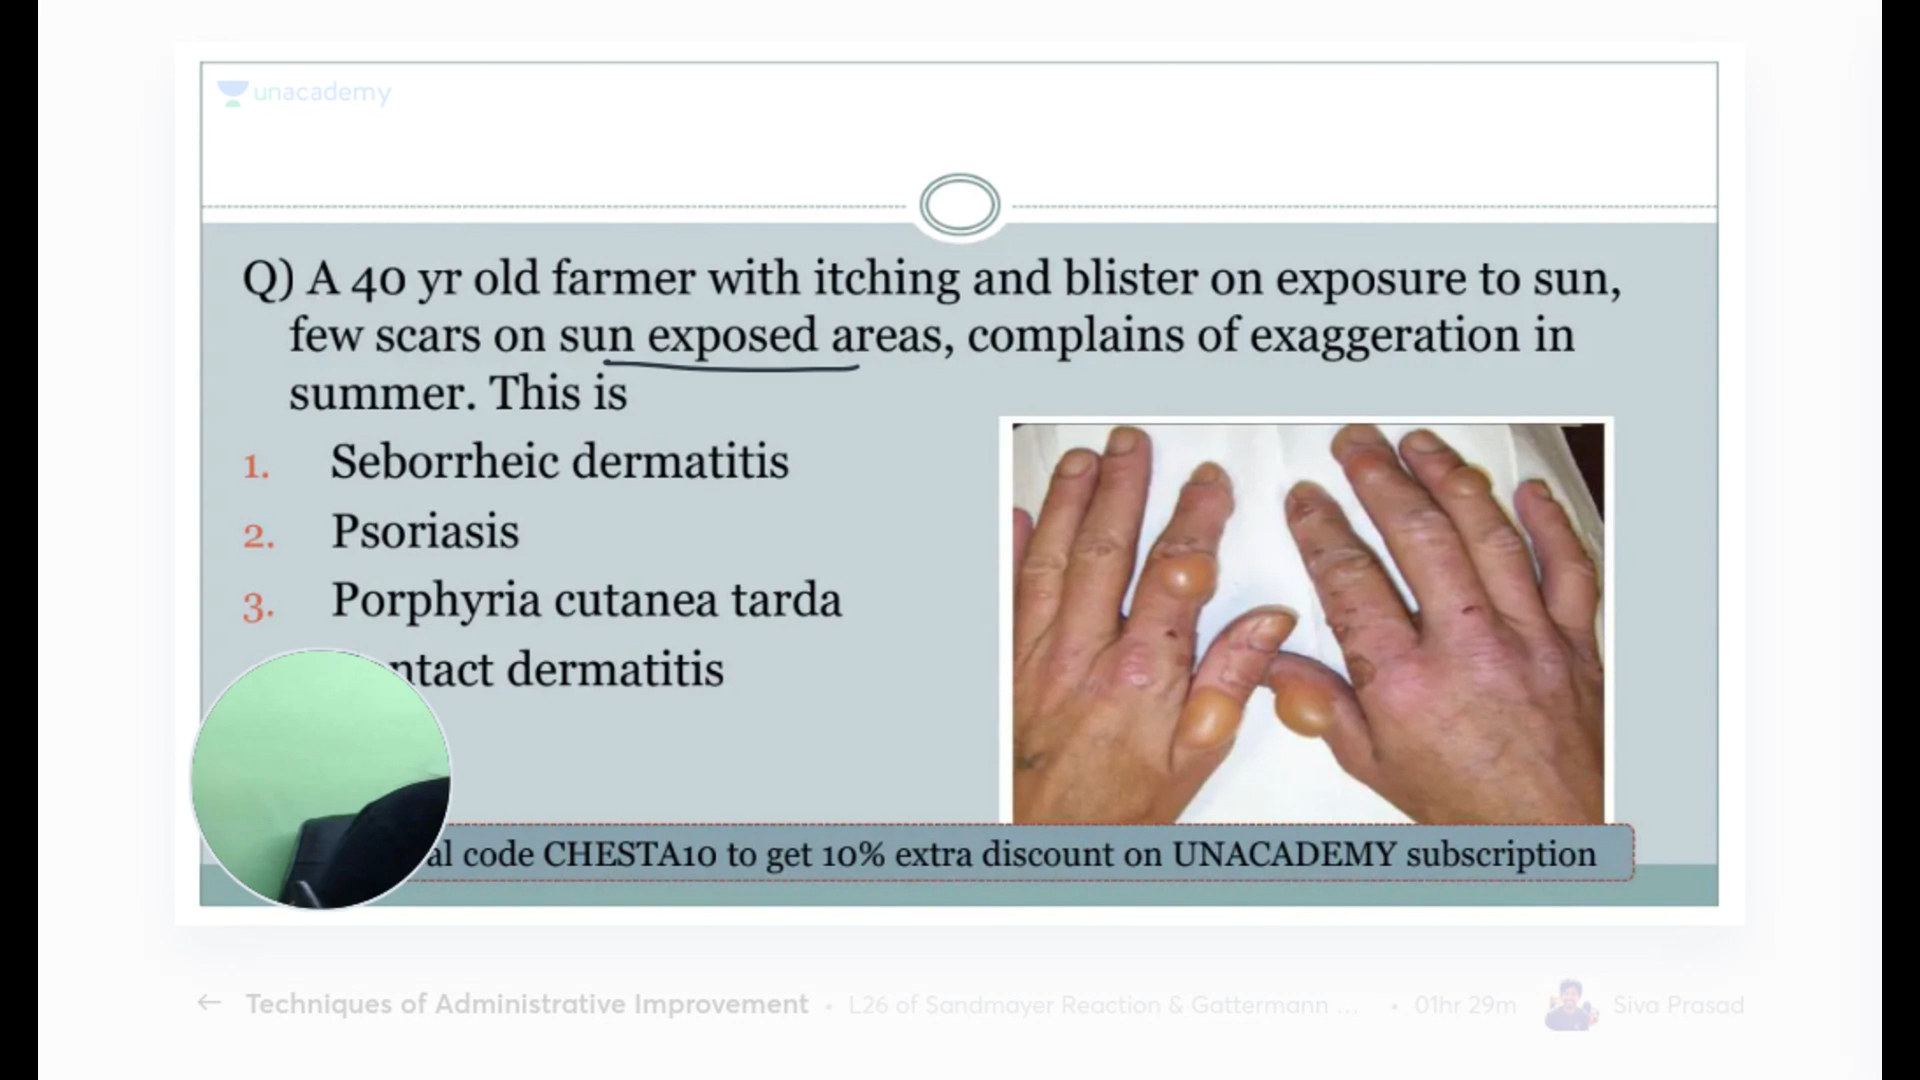 unacademy
Q) A 40 yr old farmer with itching and blister on exposure to sun,
few scars on sun exposed areas, complains of exaggeration in
summer. This is
1. Seborrheic dermatitis
2. Psoriasis
3. Porphyria cutanea tarda
dermatitis
code CHESTA10 to get 10% extra discount on UNACADEMY subscription
← Techniques of Administrative Improvement • L26 of Sandmayer Reaction & Gattermann ... • 01hr 29m Siva Prasad